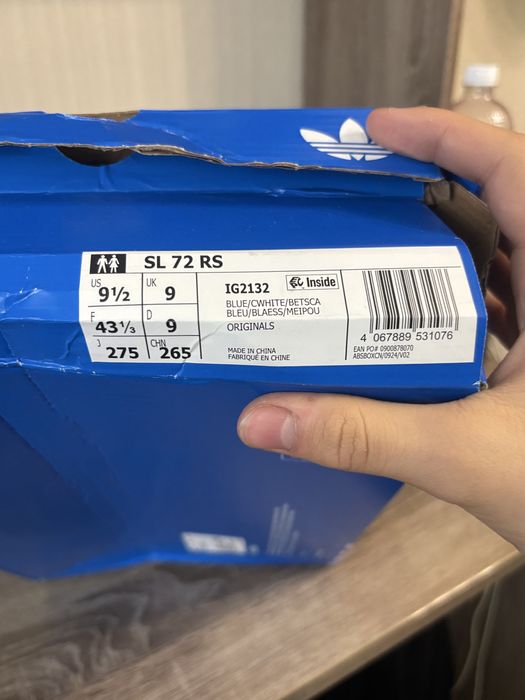 SL 72 RS
US
9½
UK
9
F
43⅓
D
9
J
275
CHN
265
IG2132
Inside
BLUE/CWHITE/BETSCA
BLEU/BLAESS/MEIPOU
ORIGINALS
MADE IN CHINA
FABRIQUÉ EN CHINE
4 067889 531076
EAN PO# 0900878070
ABSBOXCN/0924/V02